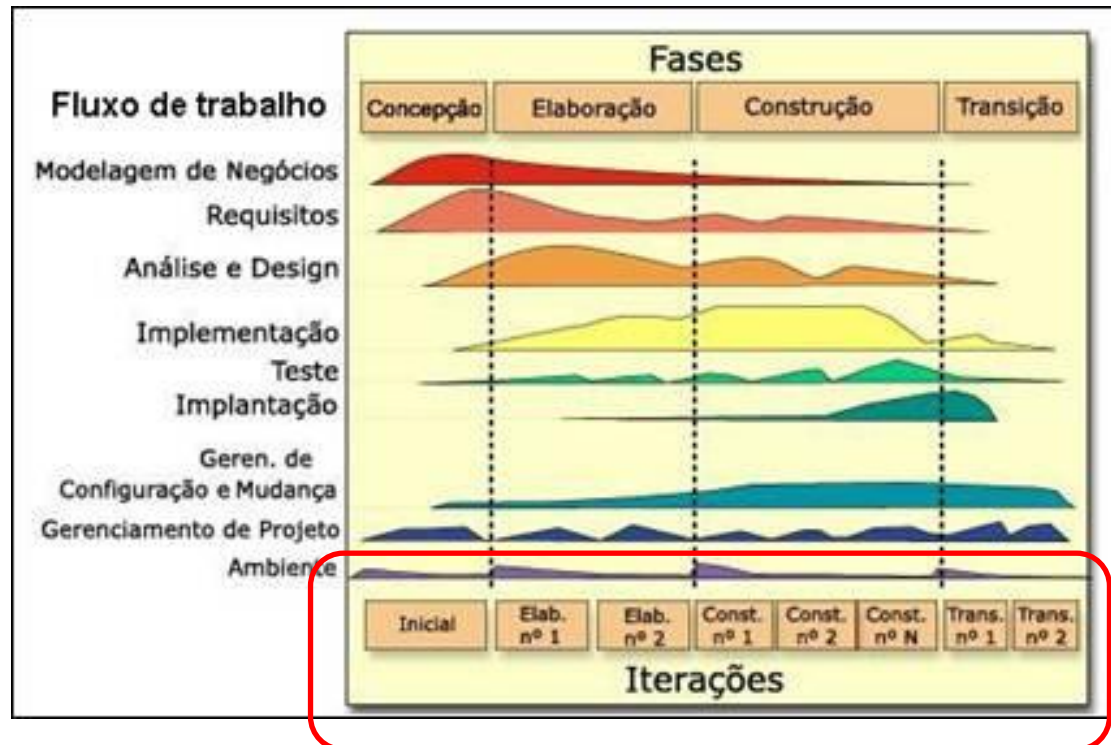 Fases
Fluxo de trabalho
Concepção Elaboração Construção Transição
Modelagem de Negócios
Requisitos
Análise e Design
Implementação
Teste
Implantação
Geren. de
Configuração e Mudança
Gerenciamento de Projeto
Ambiente
Inicial
Elab.
nº 1
Elab.
nº 2
Const.
nº 1
Const.
nº 2
Const.
nº N
Trans.
nº 1
Trans.
nº 2
Iterações